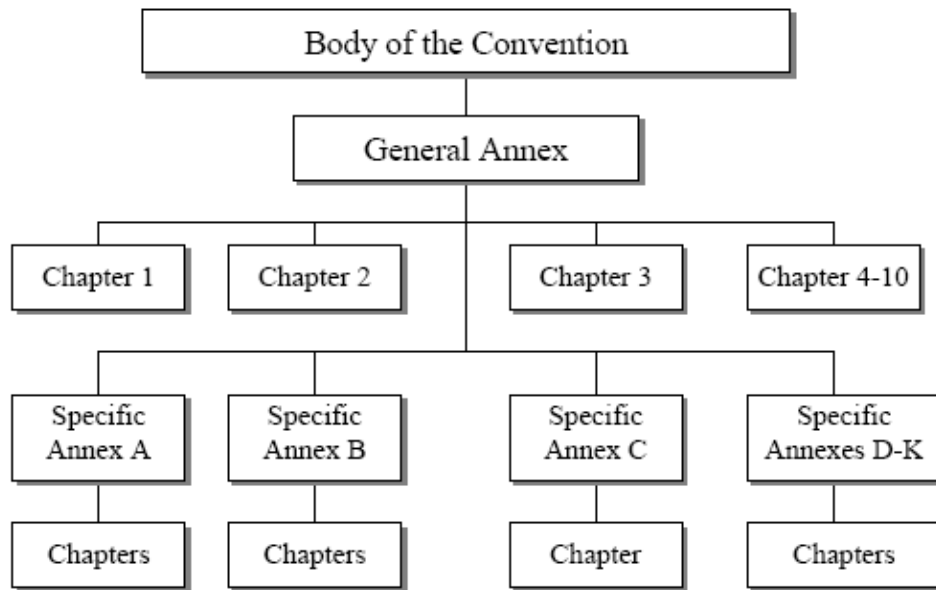 Body of the Convention
General Annex
Chapter 1
Chapter 2
Chapter 3
Chapter 4-10
Specific
Annex A
Specific
Annex B
Specific
Annex C
Specific
Annexes D-K
Chapters
Chapters
Chapter
Chapters